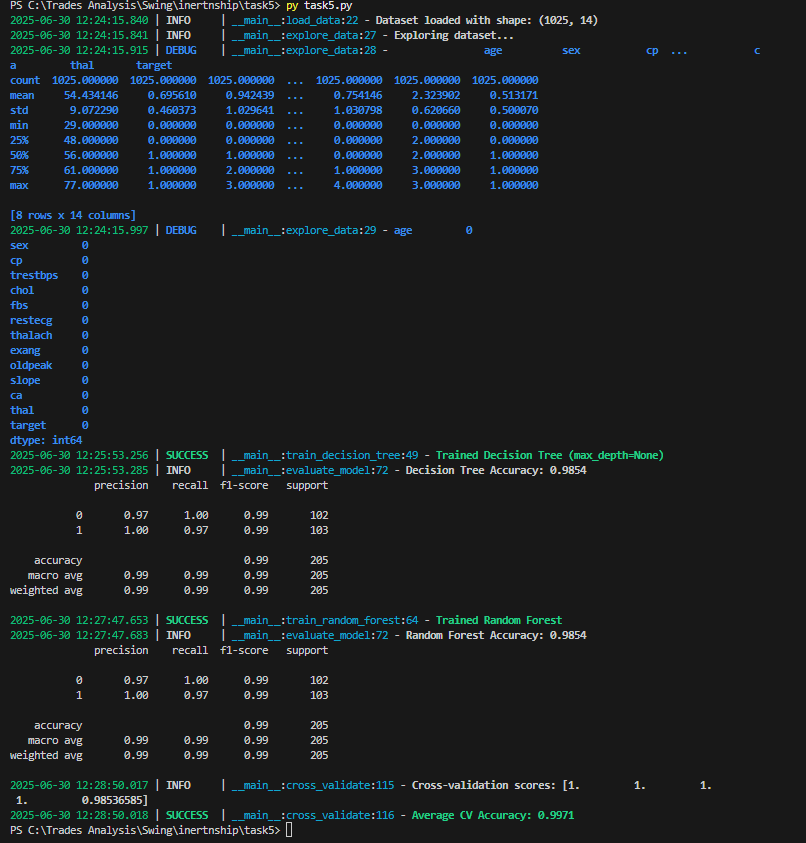 PS C:\Trades Analysis\Swing\inertnship\task5> py task5.py
2025-06-30 12:24:15.840 | INFO     | __main__:load_data:22 - Dataset loaded with shape: (1025, 14)
2025-06-30 12:24:15.841 | INFO     | __main__:explore_data:27 - Exploring dataset...
2025-06-30 12:24:15.915 | DEBUG    | __main__:explore_data:28 -                age          sex           cp  ...           c
a         thal       target
count  1025.000000  1025.000000  1025.000000  ...  1025.000000  1025.000000  1025.000000
mean     54.434146     0.695610     0.942439  ...     0.754146     2.323902     0.513171
std       9.072290     0.460373     1.029641  ...     1.030798     0.620660     0.500070
min      29.000000     0.000000     0.000000  ...     0.000000     0.000000     0.000000
25%      48.000000     0.000000     0.000000  ...     0.000000     2.000000     0.000000
50%      56.000000     1.000000     1.000000  ...     0.000000     2.000000     1.000000
75%      61.000000     1.000000     2.000000  ...     1.000000     3.000000     1.000000
max      77.000000     1.000000     3.000000  ...     4.000000     3.000000     1.000000
[8 rows x 14 columns]
2025-06-30 12:24:15.997 | DEBUG    | __main__:explore_data:29 - age         0
sex         0
cp          0
trestbps    0
chol        0
fbs         0
restecg     0
thalach     0
exang       0
oldpeak     0
slope       0
ca          0
thal        0
target      0
dtype: int64
2025-06-30 12:25:53.256 | SUCCESS  | __main__:train_decision_tree:49 - Trained Decision Tree (max_depth=None)
2025-06-30 12:25:53.285 | INFO     | __main__:evaluate_model:72 - Decision Tree Accuracy: 0.9854
              precision    recall  f1-score   support
           0       0.97      1.00      0.99       102
           1       1.00      0.97      0.99       103
    accuracy                           0.99       205
   macro avg       0.99      0.99      0.99       205
weighted avg       0.99      0.99      0.99       205
2025-06-30 12:27:47.653 | SUCCESS  | __main__:train_random_forest:64 - Trained Random Forest
2025-06-30 12:27:47.683 | INFO     | __main__:evaluate_model:72 - Random Forest Accuracy: 0.9854
              precision    recall  f1-score   support
           0       0.97      1.00      0.99       102
           1       1.00      0.97      0.99       103
    accuracy                           0.99       205
   macro avg       0.99      0.99      0.99       205
weighted avg       0.99      0.99      0.99       205
2025-06-30 12:28:50.017 | INFO     | __main__:cross_validate:115 - Cross-validation scores: [1.         1.         1.
 1.         0.98536585]
2025-06-30 12:28:50.018 | SUCCESS  | __main__:cross_validate:116 - Average CV Accuracy: 0.9971
PS C:\Trades Analysis\Swing\inertnship\task5>